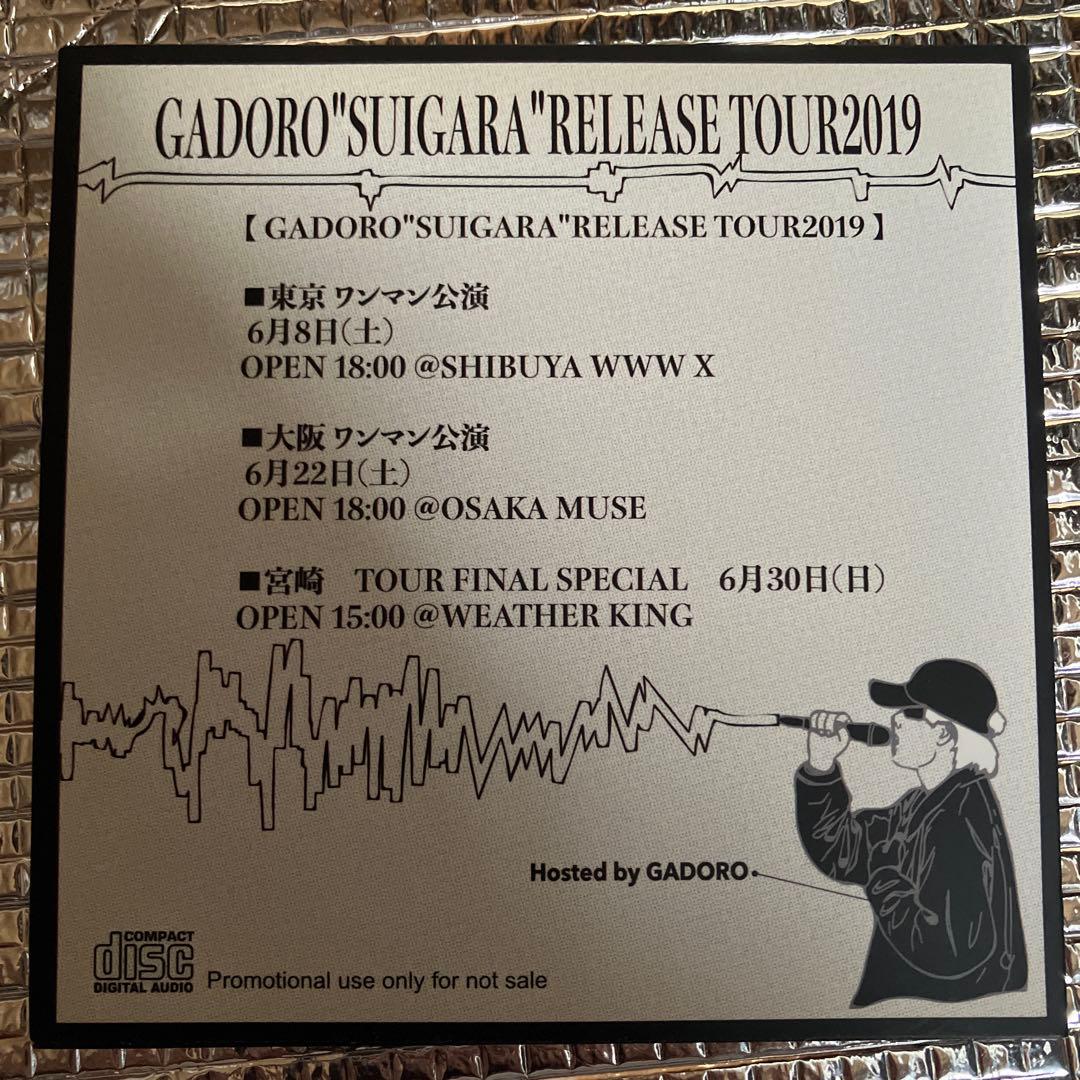 GADORO"SUIGARA"RELEASE TOUR2019
【 GADORO"SUIGARA"RELEASE TOUR2019 】
■東京 ワンマン公演
6月8日(土)
OPEN 18:00 @SHIBUYA WWW X
■大阪 ワンマン公演
6月22日(土)
OPEN 18:00 @OSAKA MUSE
■宮崎　TOUR FINAL SPECIAL　6月30日(日)
OPEN 15:00 @WEATHER KING
Hosted by GADORO
COMPACT
disc
DIGITAL AUDIO
Promotional use only for not sale